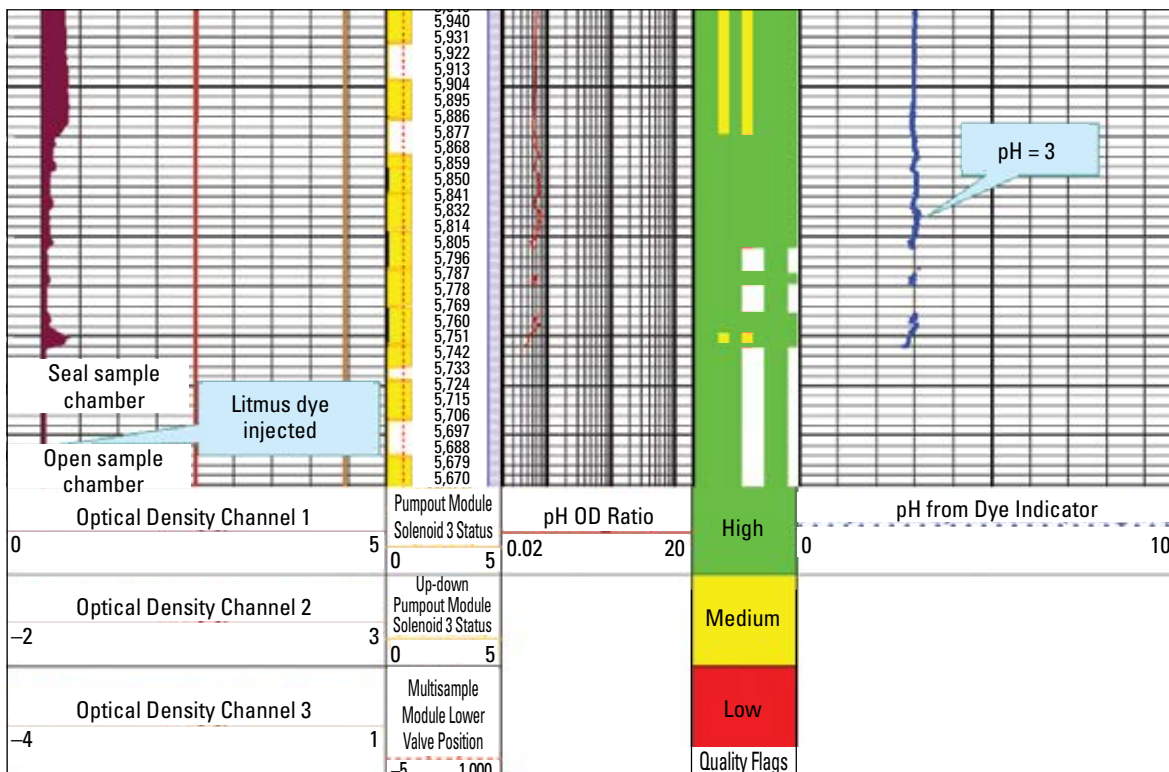 5,940
5,931
5,922
5,913
5,904
5,895
5,886
5,877
5,868
5,859
5,850
5,841
5,832
5,814
5,805
5,796
5,787
5,778
5,769
5,760
5,751
5,742
5,733
5,724
5,715
5,706
5,697
5,688
5,679
5,670
pH = 3
Seal sample
chamber
Litmus dye
injected
Open sample
chamber
Optical Density Channel 1
0 5
Optical Density Channel 2
–2 3
Optical Density Channel 3
–4 1
Pumpout Module
Solenoid 3 Status
0 5
Up-down
Pumpout Module
Solenoid 3 Status
0 5
Multisample
Module Lower
Valve Position
–5 1,000
pH OD Ratio
0.02 20
High
Medium
Low
Quality Flags
pH from Dye Indicator
0 10